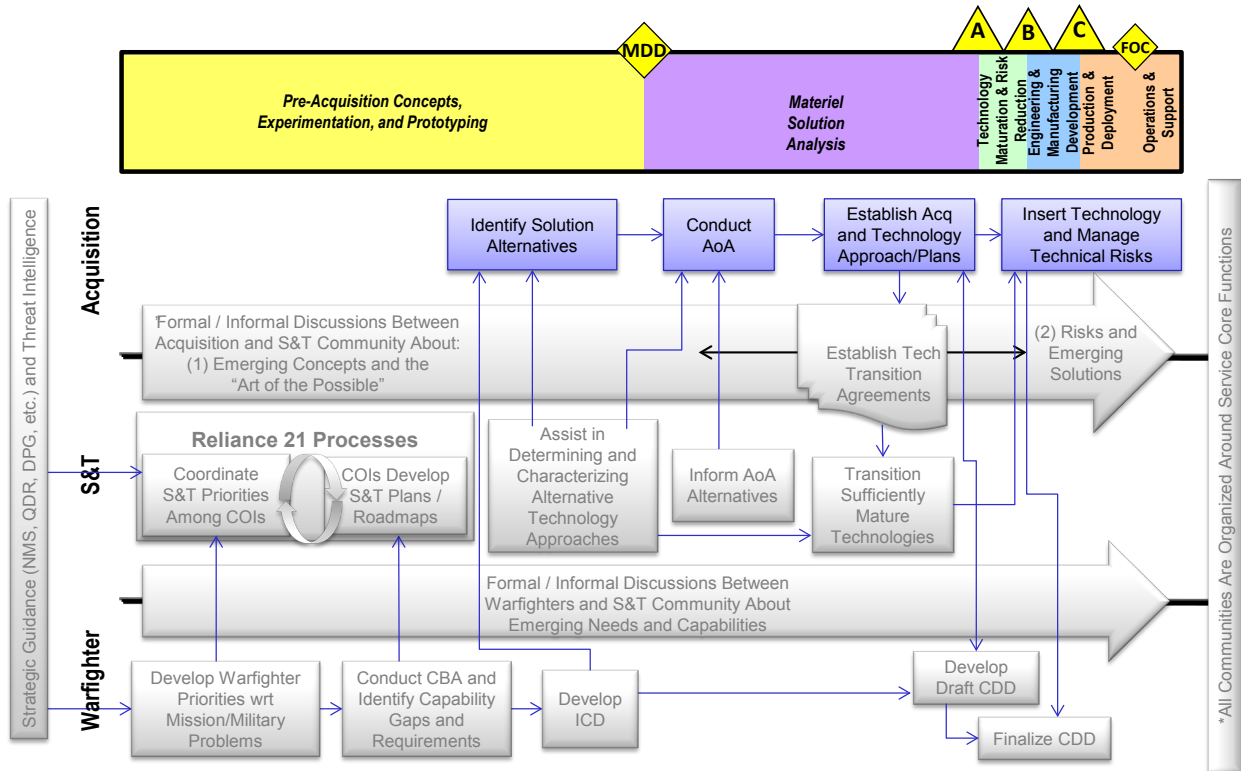 A
B
C
MDD
FOC
Pre-Acquisition Concepts,
Experimentation, and Prototyping
Materiel
Solution
Analysis
Technology
Maturation & Risk
Reduction
Engineering &
Manufacturing
Development
Production &
Deployment
Operations &
Support
Strategic Guidance (NMS, QDR, DPG, etc.) and Threat Intelligence
Acquisition
Identify Solution
Alternatives
Conduct
AoA
Establish Acq
and Technology
Approach/Plans
Insert Technology
and Manage
Technical Risks
*Formal / Informal Discussions Between
Acquisition and S&T Community About:
(1) Emerging Concepts and the
“Art of the Possible”
Establish Tech
Transition
Agreements
(2) Risks and
Emerging
Solutions
S&T
Reliance 21 Processes
Coordinate
S&T Priorities
Among COIs
COIs Develop
S&T Plans /
Roadmaps
Assist in
Determining and
Characterizing
Alternative
Technology
Approaches
Inform AoA
Alternatives
Transition
Sufficiently
Mature
Technologies
Formal / Informal Discussions Between
Warfighters and S&T Community About
Emerging Needs and Capabilities
Warfighter
Develop Warfighter
Priorities wrt
Mission/Military
Problems
Conduct CBA and
Identify Capability
Gaps and
Requirements
Develop
ICD
Develop
Draft CDD
Finalize CDD
*All Communities Are Organized Around Service Core Functions